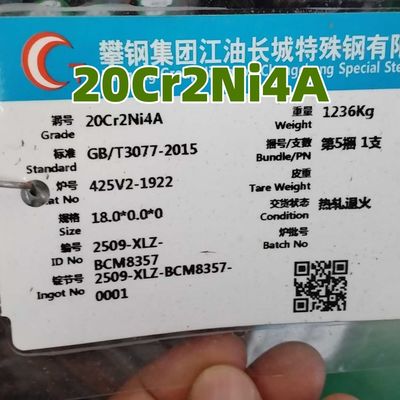 攀钢集团江油长城特殊钢有限
20Cr2Ni4A
Special Ste
钢号 20Cr2Ni4A
Grade
重量 1236Kg
Weight
标准 GB/T3077-2015
Standard
捆号/支数 第5捆 1支
Bundle/PN
炉号 425V2-1922
at No
皮重
Tare Weight
规格 18.0*0.0*0
Size
交货状态 热轧退火
Condition
编号 2509-XLZ-
ID No BCM8357
炉批号
Batch No
锭节号 2509-XLZ-BCM8357-
Ingot No 0001